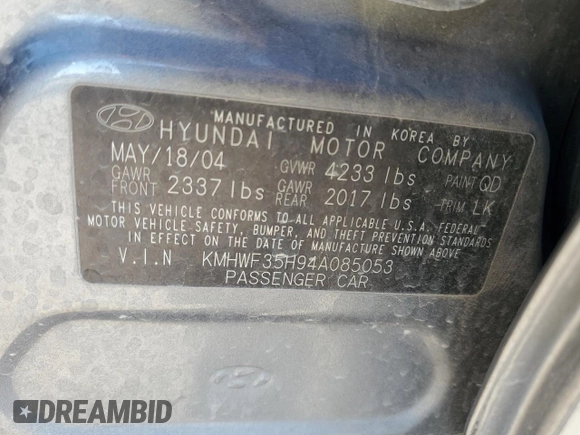 MANUFACTURED IN KOREA BY
HYUNDAI MOTOR COMPANY
MAY/18/04 GVWR 4233 lbs PAINT QD
GAWR FRONT 2337 lbs GAWR REAR 2017 lbs TRIM LK
THIS VEHICLE CONFORMS TO ALL APPLICABLE U.S.A. FEDERAL
MOTOR VEHICLE SAFETY, BUMPER, AND THEFT PREVENTION STANDARDS
IN EFFECT ON THE DATE OF MANUFACTURE SHOWN ABOVE
V.I.N KMHWF35H94A085053
PASSENGER CAR
DREAMBID